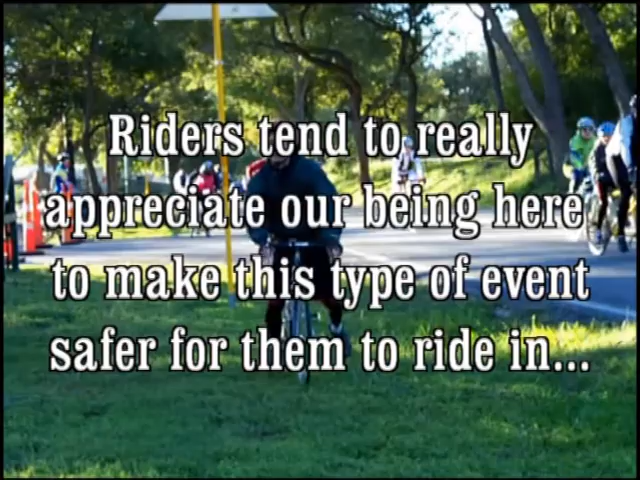 Riders tend to really
appreciate our being here
to make this type of event
safer for them to ride in...